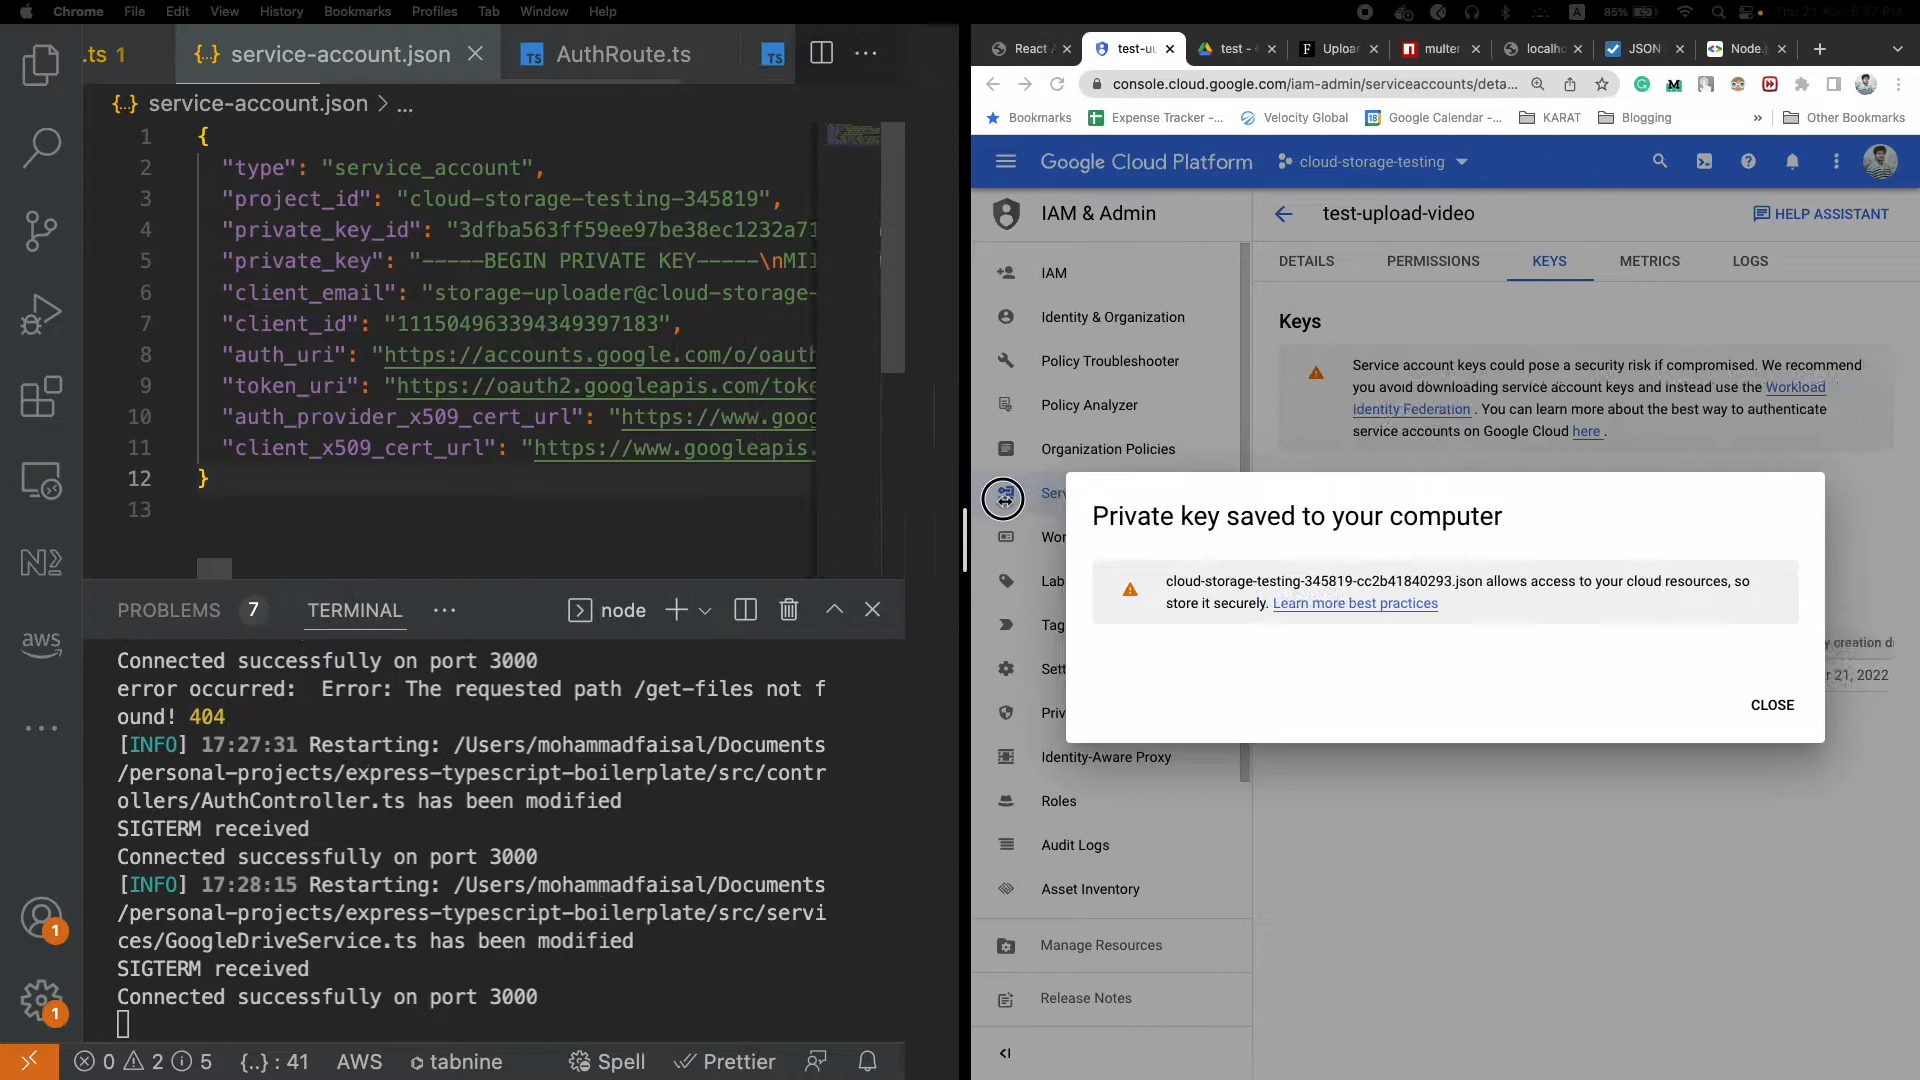 Chrome File Edit View History Bookmarks Profiles Tab Window Help
A 85%
.ts 1 {..} service-account.json AuthRoute.ts TS
{..} service-account.json > ...
1 {
2 "type": "service_account",
3 "project_id": "cloud-storage-testing-345819",
4 "private_key_id": "3dfba563ff59ee97be38ec1232a71
5 "private_key": "-----BEGIN PRIVATE KEY-----\nMII
6 "client_email": "storage-uploader@cloud-storage-
7 "client_id": "111504963394349397183",
8 "auth_uri": "https://accounts.google.com/o/oauth
9 "token_uri": "https://oauth2.googleapis.com/toke
10 "auth_provider_x509_cert_url": "https://www.goog
11 "client_x509_cert_url": "https://www.googleapis.
12 }
13
aws
1
1
PROBLEMS 7 TERMINAL ··· node
Connected successfully on port 3000
error occurred:  Error: The requested path /get-files not f
ound! 404
[INFO] 17:27:31 Restarting: /Users/mohammadfaisal/Documents
/personal-projects/express-typescript-boilerplate/src/contr
ollers/AuthController.ts has been modified
SIGTERM received
Connected successfully on port 3000
[INFO] 17:28:15 Restarting: /Users/mohammadfaisal/Documents
/personal-projects/express-typescript-boilerplate/src/servi
ces/GoogleDriveService.ts has been modified
SIGTERM received
Connected successfully on port 3000
0 2 5 {..} : 41 AWS tabnine Spell Prettier
React test-u test - Uploa multer localh JSON Node.
console.cloud.google.com/iam-admin/serviceaccounts/deta...
Bookmarks Expense Tracker -... Velocity Global Google Calendar -... KARAT Blogging » Other Bookmarks
Google Cloud Platform cloud-storage-testing
IAM & Admin
IAM
Identity & Organization
Policy Troubleshooter
Policy Analyzer
Organization Policies
Serv
Wor
Lab
Tag
Sett
Priv
Identity-Aware Proxy
Roles
Audit Logs
Asset Inventory
Manage Resources
Release Notes
test-upload-video HELP ASSISTANT
DETAILS PERMISSIONS KEYS METRICS LOGS
Keys
Service account keys could pose a security risk if compromised. We recommend
you avoid downloading service account keys and instead use the Workload
Identity Federation . You can learn more about the best way to authenticate
service accounts on Google Cloud here .
y creation d
r 21, 2022
Private key saved to your computer
cloud-storage-testing-345819-cc2b41840293.json allows access to your cloud resources, so
store it securely. Learn more best practices
CLOSE